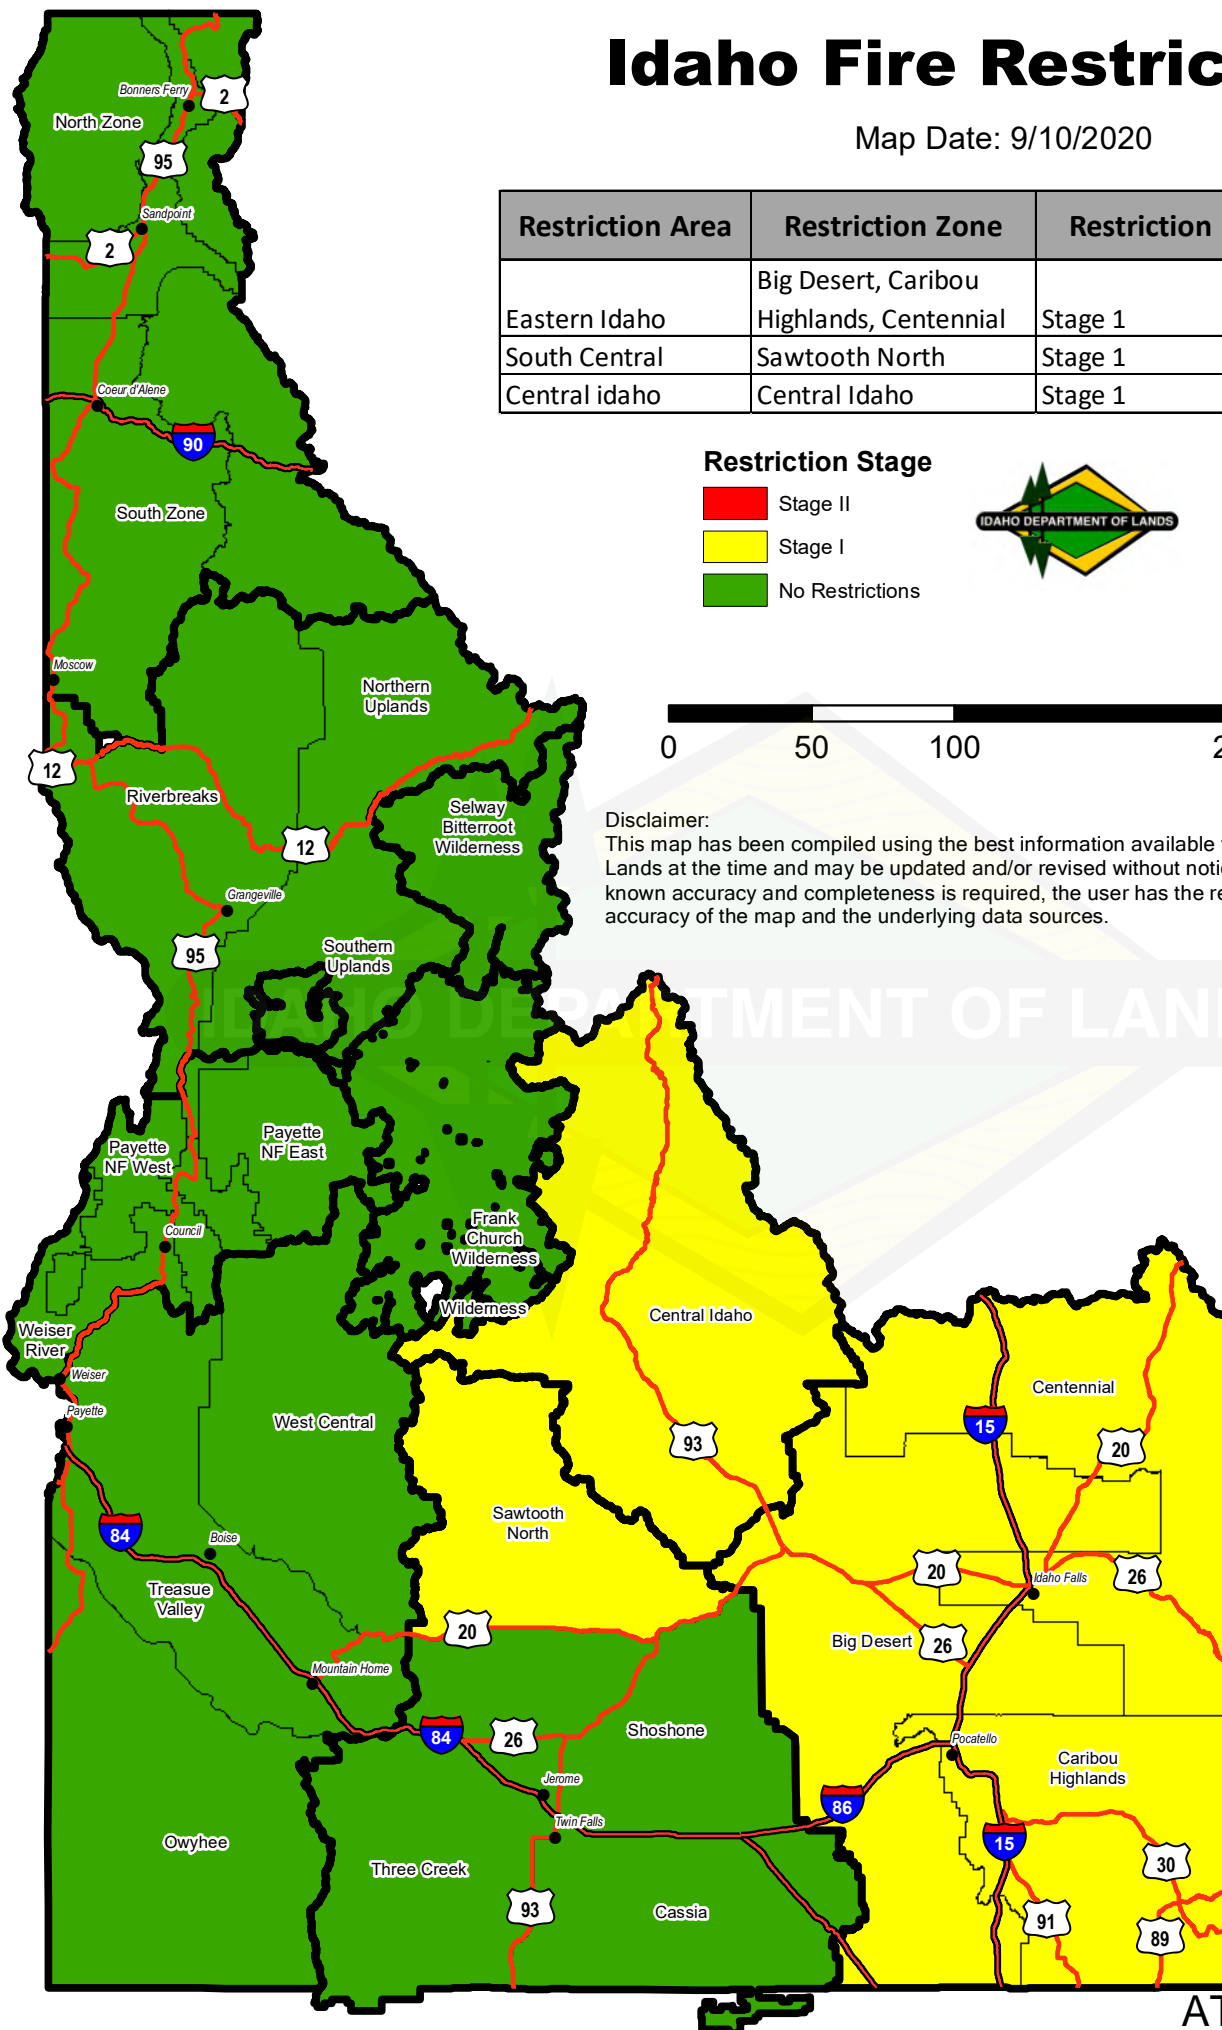 Idaho Fire Restric
Map Date: 9/10/2020
Restriction Area Restriction Zone Restriction
Big Desert, Caribou
Eastern Idaho Highlands, Centennial Stage 1
South Central Sawtooth North Stage 1
Central idaho Central Idaho Stage 1
Restriction Stage
Stage II
Stage I
No Restrictions
IDAHO DEPARTMENT OF LANDS
0 50 100 2
Disclaimer:
This map has been compiled using the best information available
Lands at the time and may be updated and/or revised without noti
known accuracy and completeness is required, the user has the re
accuracy of the map and the underlying data sources.
IDAHO DEPARTMENT OF LAN
Bonners Ferry
2
North Zone
95
Sandpoint
2
Coeur d'Alene
90
South Zone
Moscow
Northern
Uplands
12
Riverbreaks
Selway
Bitterroot
Wilderness
12
Grangeville
95
Southern
Uplands
Payette
NF West
Payette
NF East
Council
Frank
Church
Wilderness
Wilderness
Central Idaho
Weiser
River
Weiser
Payette
West Central
Centennial
15
20
93
Sawtooth
North
84
Boise
Treasue
Valley
20
Idaho Falls
26
20
Big Desert
26
Mountain Home
84
26
Shoshone
Pocatello
Caribou
Highlands
Jerome
86
Twin Falls
15
Owyhee
Three Creek
30
93
Cassia
91
89
AT